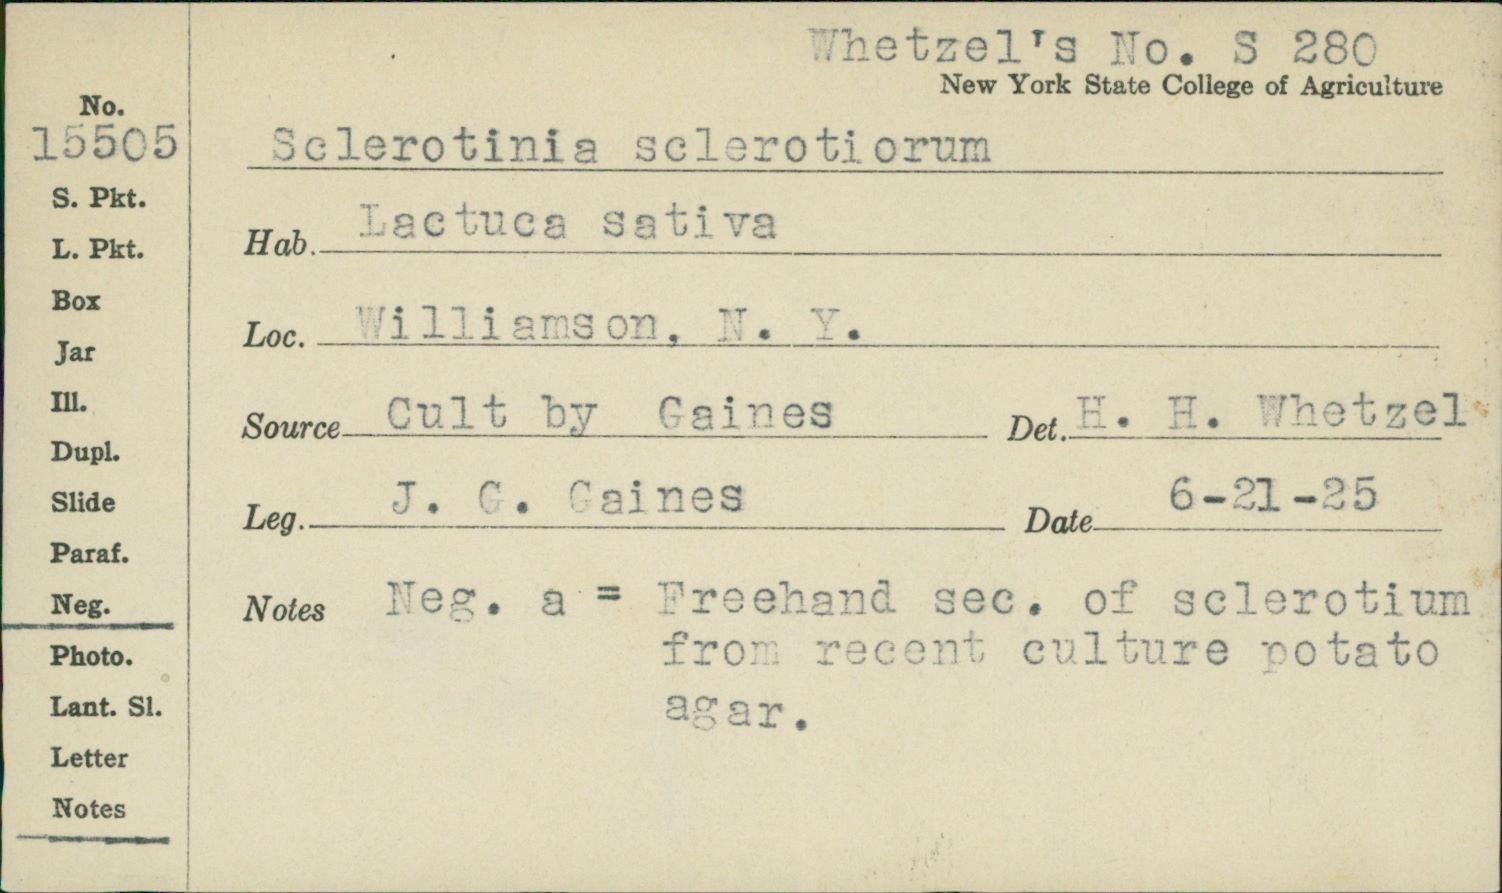 Whetzel's No. S 280
New York State College of Agriculture
No.
15505
Sclerotinia sclerotiorum
S. Pkt.
Hab. Lactuca sativa
L. Pkt.
Box
Loc. Williamson, N. Y.
Jar
Ill.
Source Cult by Gaines Det. H. H. Whetzel
Dupl.
Slide
Leg. J. G. Gaines Date 6-21-25
Paraf.
Neg.
Notes Neg. a = Freehand sec. of sclerotium
from recent culture potato
agar.
Photo.
Lant. Sl.
Letter
Notes